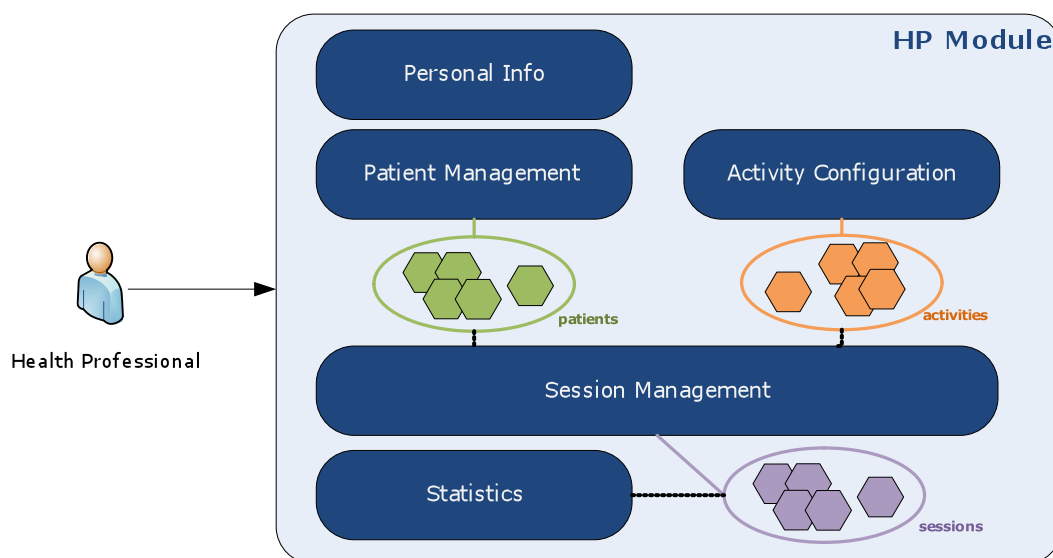 HP Module
Personal Info
Patient Management
Activity Configuration
patients
activities
Health Professional
Session Management
Statistics
sessions